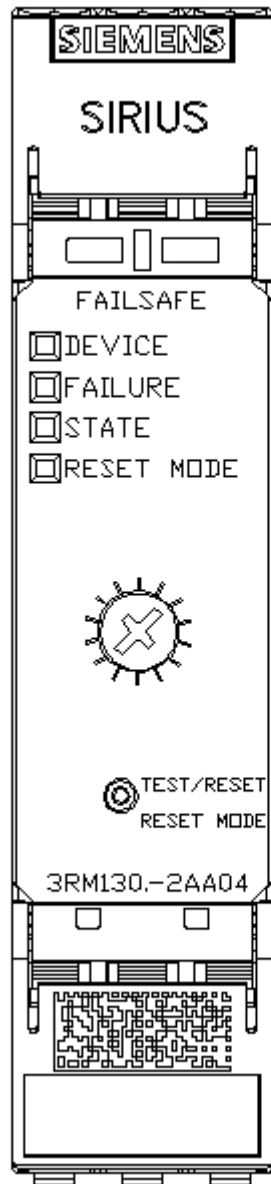 SIEMENS
SIRIUS
FAILSAFE
DEVICE
FAILURE
STATE
RESET MODE
TEST/RESET
RESET MODE
3RM130.-2AA04